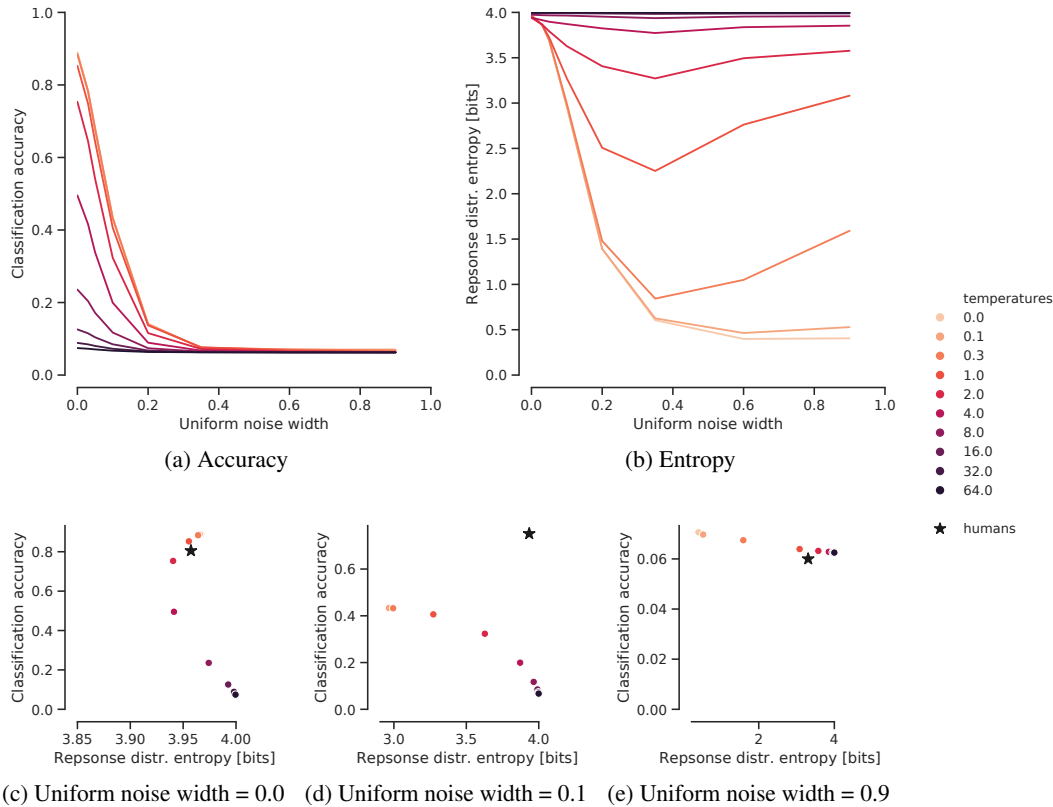 1.0
0.8
0.6
0.4
0.2
0.0
Classification accuracy
0.0 0.2 0.4 0.6 0.8 1.0
Uniform noise width
(a) Accuracy
4.0
3.5
3.0
2.5
2.0
1.5
1.0
0.5
0.0
Repsonse distr. entropy [bits]
0.0 0.2 0.4 0.6 0.8 1.0
Uniform noise width
(b) Entropy
temperatures
0.0
0.1
0.3
1.0
2.0
4.0
8.0
16.0
32.0
64.0
humans
0.8
0.6
0.4
0.2
0.0
Classification accuracy
3.85 3.90 3.95 4.00
Repsonse distr. entropy [bits]
(c) Uniform noise width = 0.0
0.6
0.4
0.2
0.0
Classification accuracy
3.0 3.5 4.0
Repsonse distr. entropy [bits]
(d) Uniform noise width = 0.1
0.06
0.04
0.02
0.00
Classification accuracy
2 4
Repsonse distr. entropy [bits]
(e) Uniform noise width = 0.9